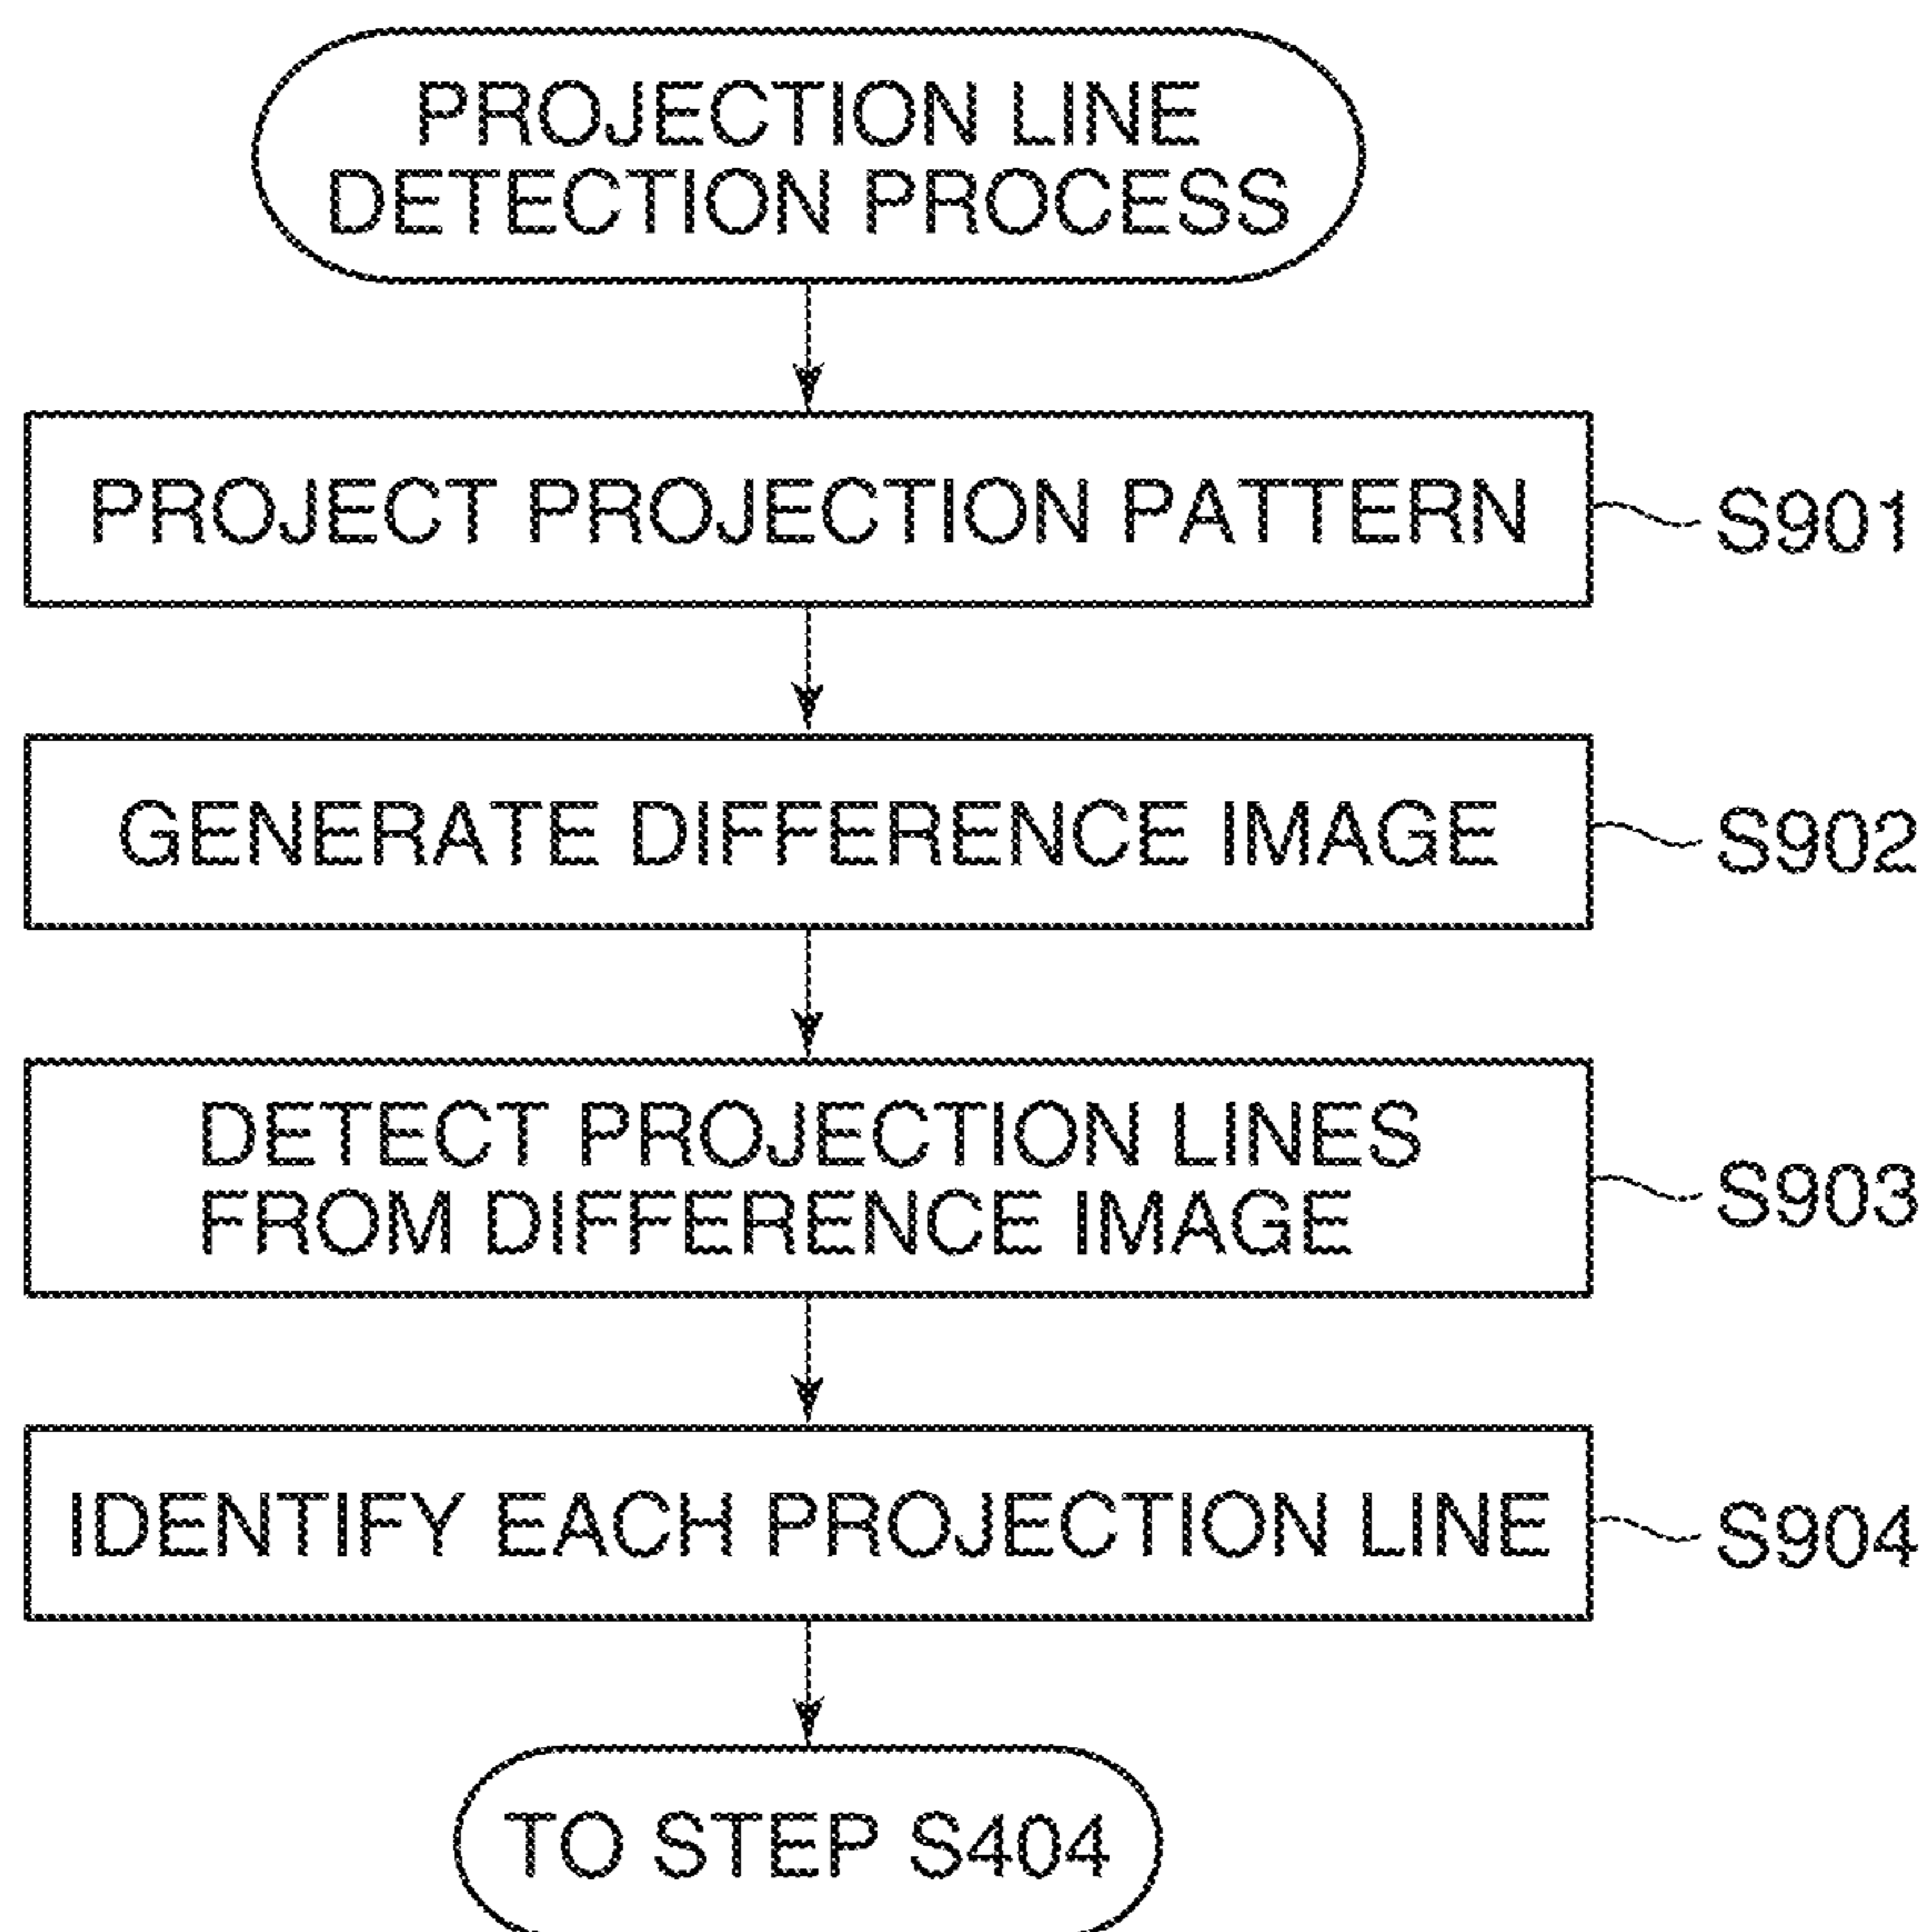 PROJECTION LINE
DETECTION PROCESS
PROJECT PROJECTION PATTERN
S901
GENERATE DIFFERENCE IMAGE
S902
DETECT PROJECTION LINES
FROM DIFFERENCE IMAGE
S903
IDENTIFY EACH PROJECTION LINE
S904
TO STEP S404